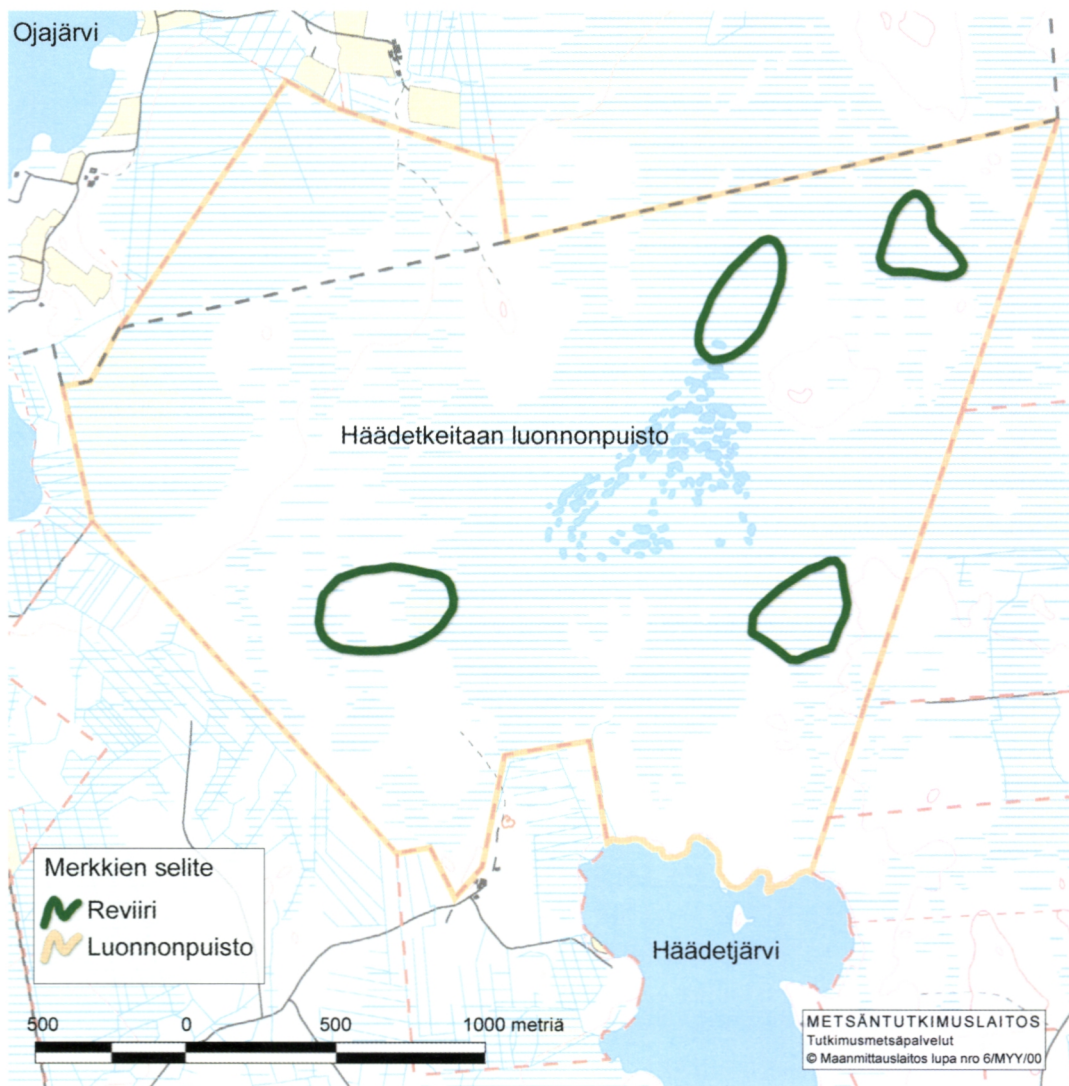 Ojajärvi
Häädetkeitaan luonnonpuisto
Merkkien selite
Reviiri
Luonnonpuisto
Häädetjärvi
500 0 500 1000 metriä
METSÄNTUTKIMUSLAITOS
Tutkimusmetsäpalvelut
© Maanmittauslaitos lupa nro 6/MYY/00